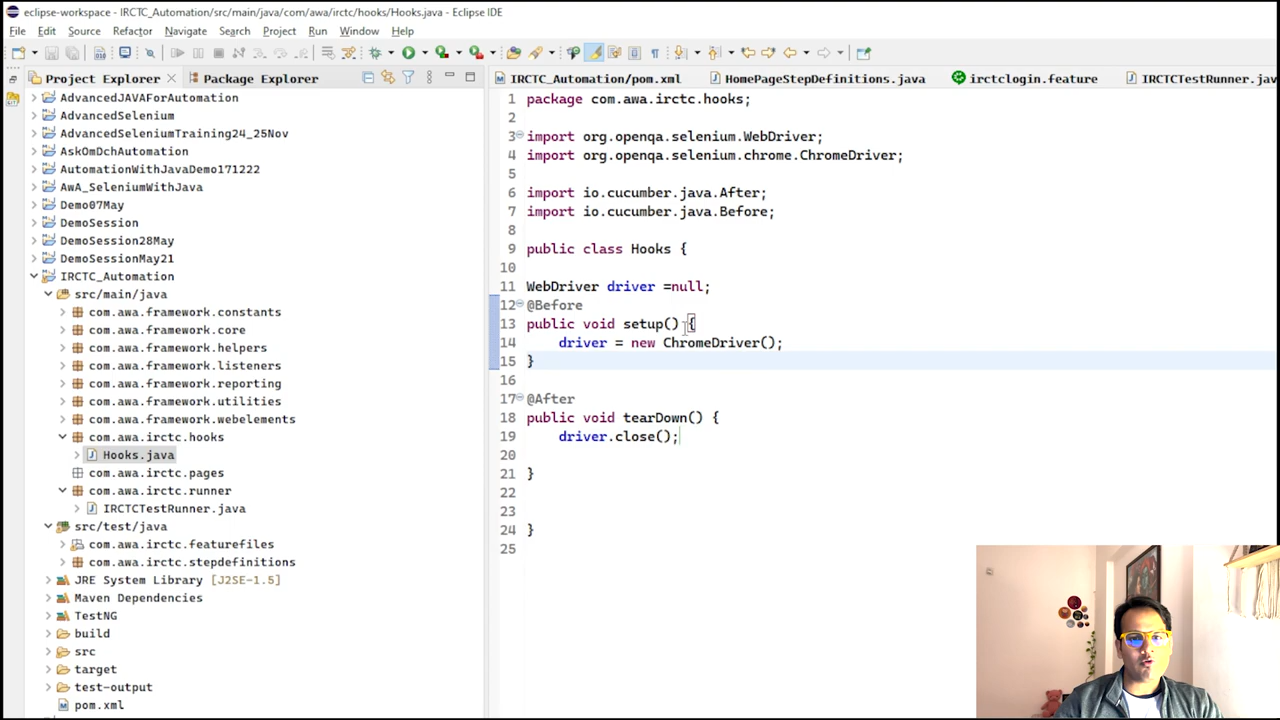 eclipse-workspace - IRCTC_Automation/src/main/java/com/awa/irctc/hooks/Hooks.java - Eclipse IDE
File Edit Source Refactor Navigate Search Project Run Window Help
Project Explorer Package Explorer
IRCTC_Automation/pom.xml HomePageStepDefinitions.java irctclogin.feature IRCTCTestRunner.jav
AdvancedJAVAForAutomation
AdvancedSelenium
AdvancedSeleniumTraining24_25Nov
AskOmDchAutomation
AutomationWithJavaDemo171222
AwA_SeleniumWithJava
Demo07May
DemoSession
DemoSession28May
DemoSessionMay21
IRCTC_Automation
src/main/java
com.awa.framework.constants
com.awa.framework.core
com.awa.framework.helpers
com.awa.framework.listeners
com.awa.framework.reporting
com.awa.framework.utilities
com.awa.framework.webelements
com.awa.irctc.hooks
Hooks.java
com.awa.irctc.pages
com.awa.irctc.runner
IRCTCTestRunner.java
src/test/java
com.awa.irctc.featurefiles
com.awa.irctc.stepdefinitions
JRE System Library [J2SE-1.5]
Maven Dependencies
TestNG
build
src
target
test-output
pom.xml
1 package com.awa.irctc.hooks;
2
3 import org.openqa.selenium.WebDriver;
4 import org.openqa.selenium.chrome.ChromeDriver;
5
6 import io.cucumber.java.After;
7 import io.cucumber.java.Before;
8
9 public class Hooks {
10
11 WebDriver driver =null;
12 @Before
13 public void setup() {
14 driver = new ChromeDriver();
15 }
16
17 @After
18 public void tearDown() {
19 driver.close();
20
21 }
22
23
24 }
25